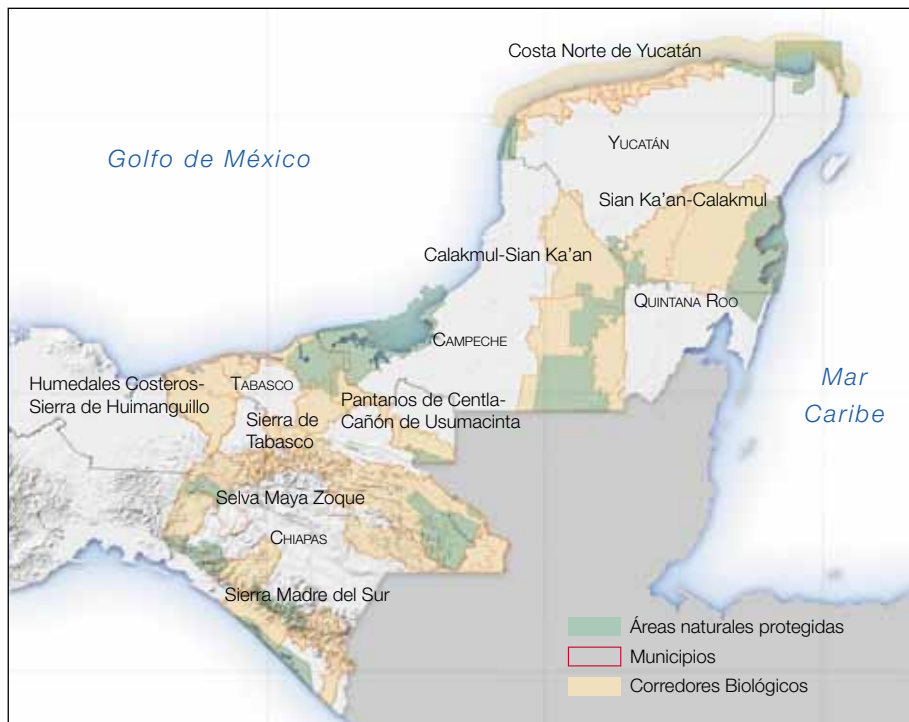 Costa Norte de Yucatán
Golfo de México
YUCATÁN
Sian Ka'an-Calakmul
Calakmul-Sian Ka'an
QUINTANA ROO
CAMPECHE
Mar
Caribe
Humedales Costeros-
Sierra de Huimanguillo
TABASCO
Pantanos de Centla-
Cañón de Usumacinta
Sierra de
Tabasco
Selva Maya Zoque
CHIAPAS
Sierra Madre del Sur
Áreas naturales protegidas
Municipios
Corredores Biológicos